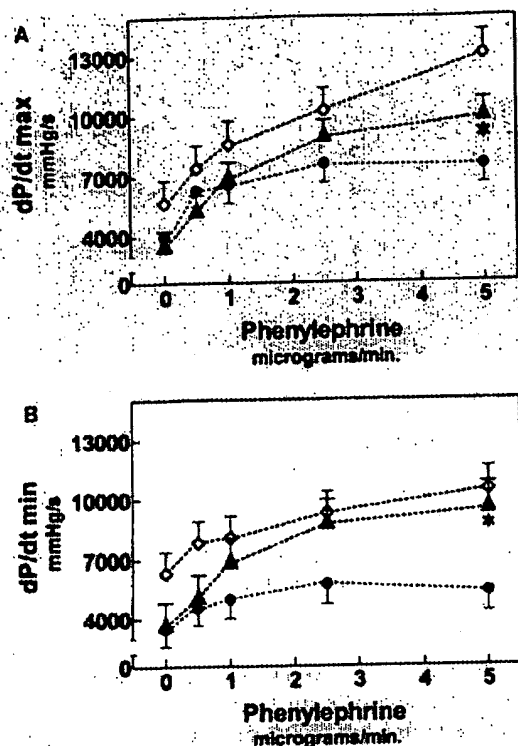 A
dP/dt max
mmHg/s
13000
10000
7000
4000
0
*
0 1 2 3 4 5
Phenylephrine
micrograms/min.
B
dP/dt min
mmHg/s
13000
10000
7000
4000
0
*
0 1 2 3 4 5
Phenylephrine
micrograms/min.